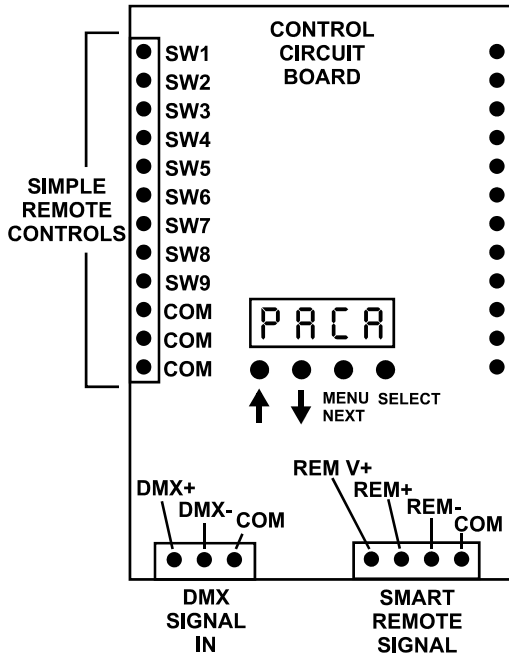 CONTROL
CIRCUIT
BOARD
SW1
SW2
SW3
SW4
SW5
SW6
SW7
SW8
SW9
COM
COM
COM
SIMPLE
REMOTE
CONTROLS
PACA
MENU SELECT
NEXT
DMX+
DMX-
COM
REM V+
REM+
REM-
COM
DMX
SIGNAL
IN
SMART
REMOTE
SIGNAL